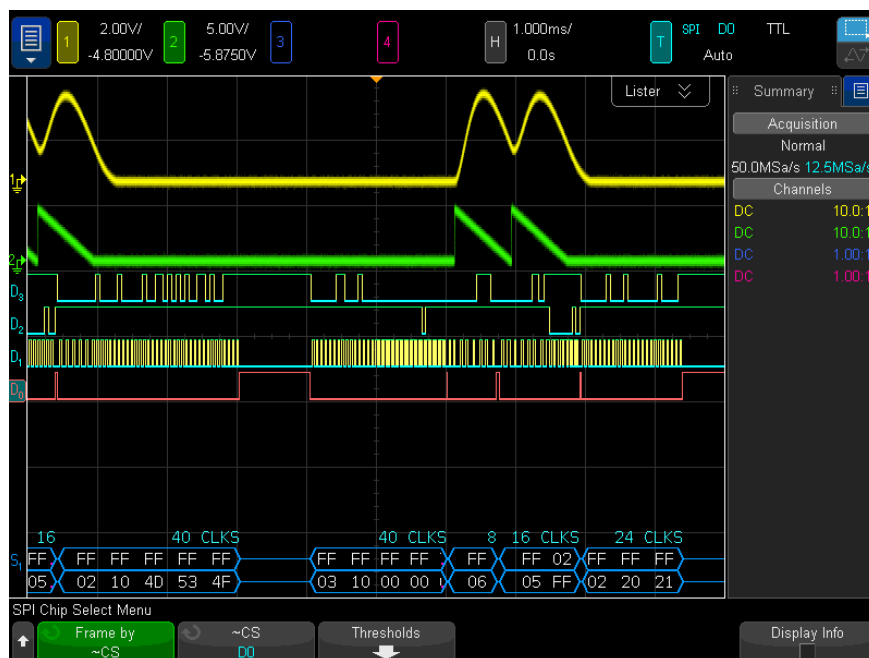 1 2.00V/ 2 5.00V/ 3 4 H 1.000ms/ T SPI D0 TTL
-4.80000V -5.8750V 0.0s Auto
Lister
Summary
Acquisition
Normal
50.0MSa/s 12.5MSa/s
Channels
DC 10.0:1
DC 10.0:1
DC 1.00:1
DC 1.00:1
1
2
D3
D2
D1
D0
16 40 CLKS 40 CLKS 8 16 CLKS 24 CLKS
S1 FF FF FF FF FF FF FF FF FF FF FF FF 02 FF FF FF
05 02 10 4D 53 4F 03 10 00 00 06 05 FF 02 20 21
SPI Chip Select Menu
Frame by ~CS Thresholds Display Info
~CS D0